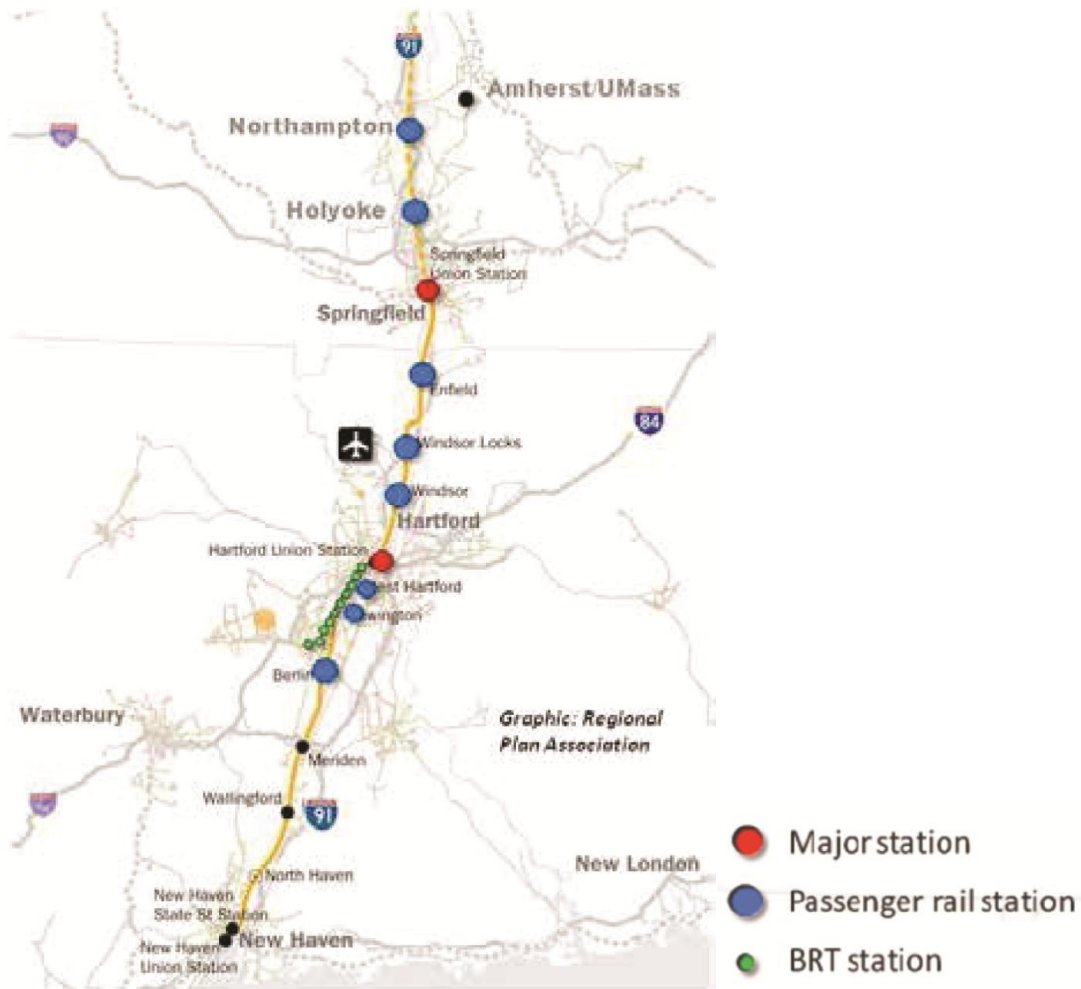 91
Amherst/UMass
Northampton
Holyoke
Springfield
Union Station
Springfield
Enfield
84
Windsor Locks
Windsor
Hartford
Hartford Union Station
West Hartford
Newington
Berlin
Waterbury
Graphic: Regional
Plan Association
Meriden
Wallingford
91
Major station
New London
North Haven
Passenger rail station
New Haven
State St Station
New Haven
New Haven
Union Station
BRT station